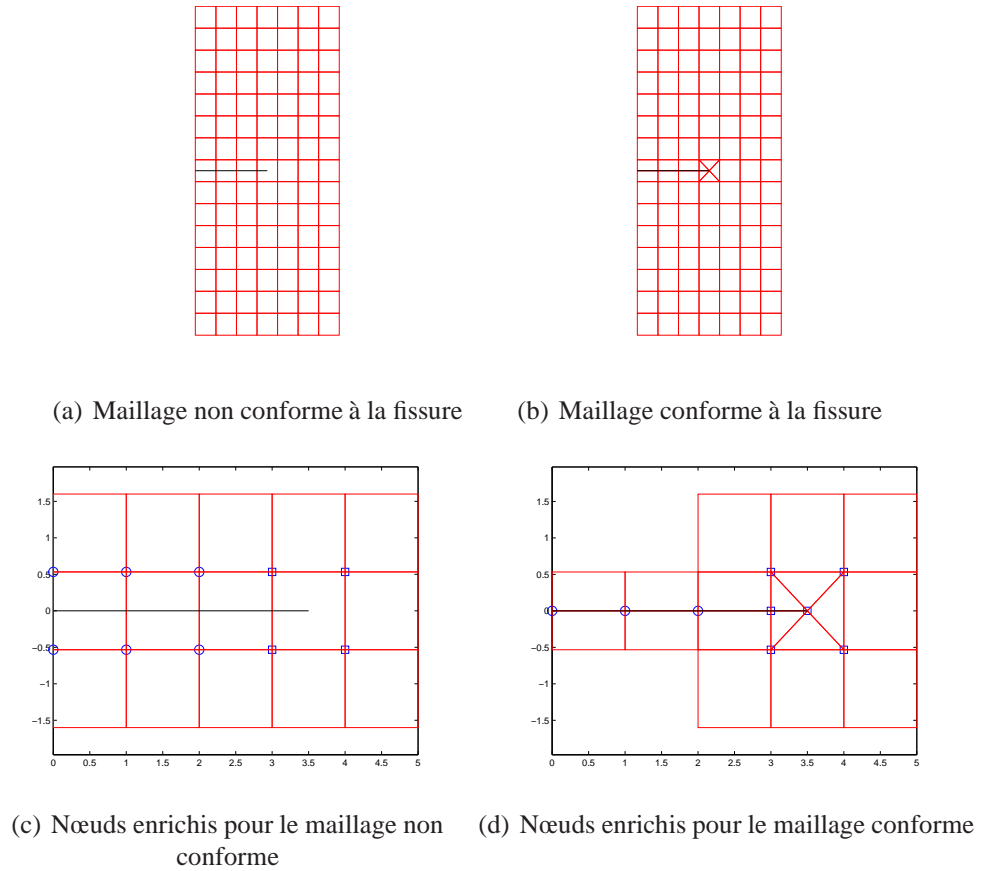 (a) Maillage non conforme à la fissure
(b) Maillage conforme à la fissure
1.5
1
0.5
0
−0.5
−1
−1.5
0 0.5 1 1.5 2 2.5 3 3.5 4 4.5 5
1.5
1
0.5
0
−0.5
−1
−1.5
0 0.5 1 1.5 2 2.5 3 3.5 4 4.5 5
(c) Nœuds enrichis pour le maillage non
conforme
(d) Nœuds enrichis pour le maillage conforme